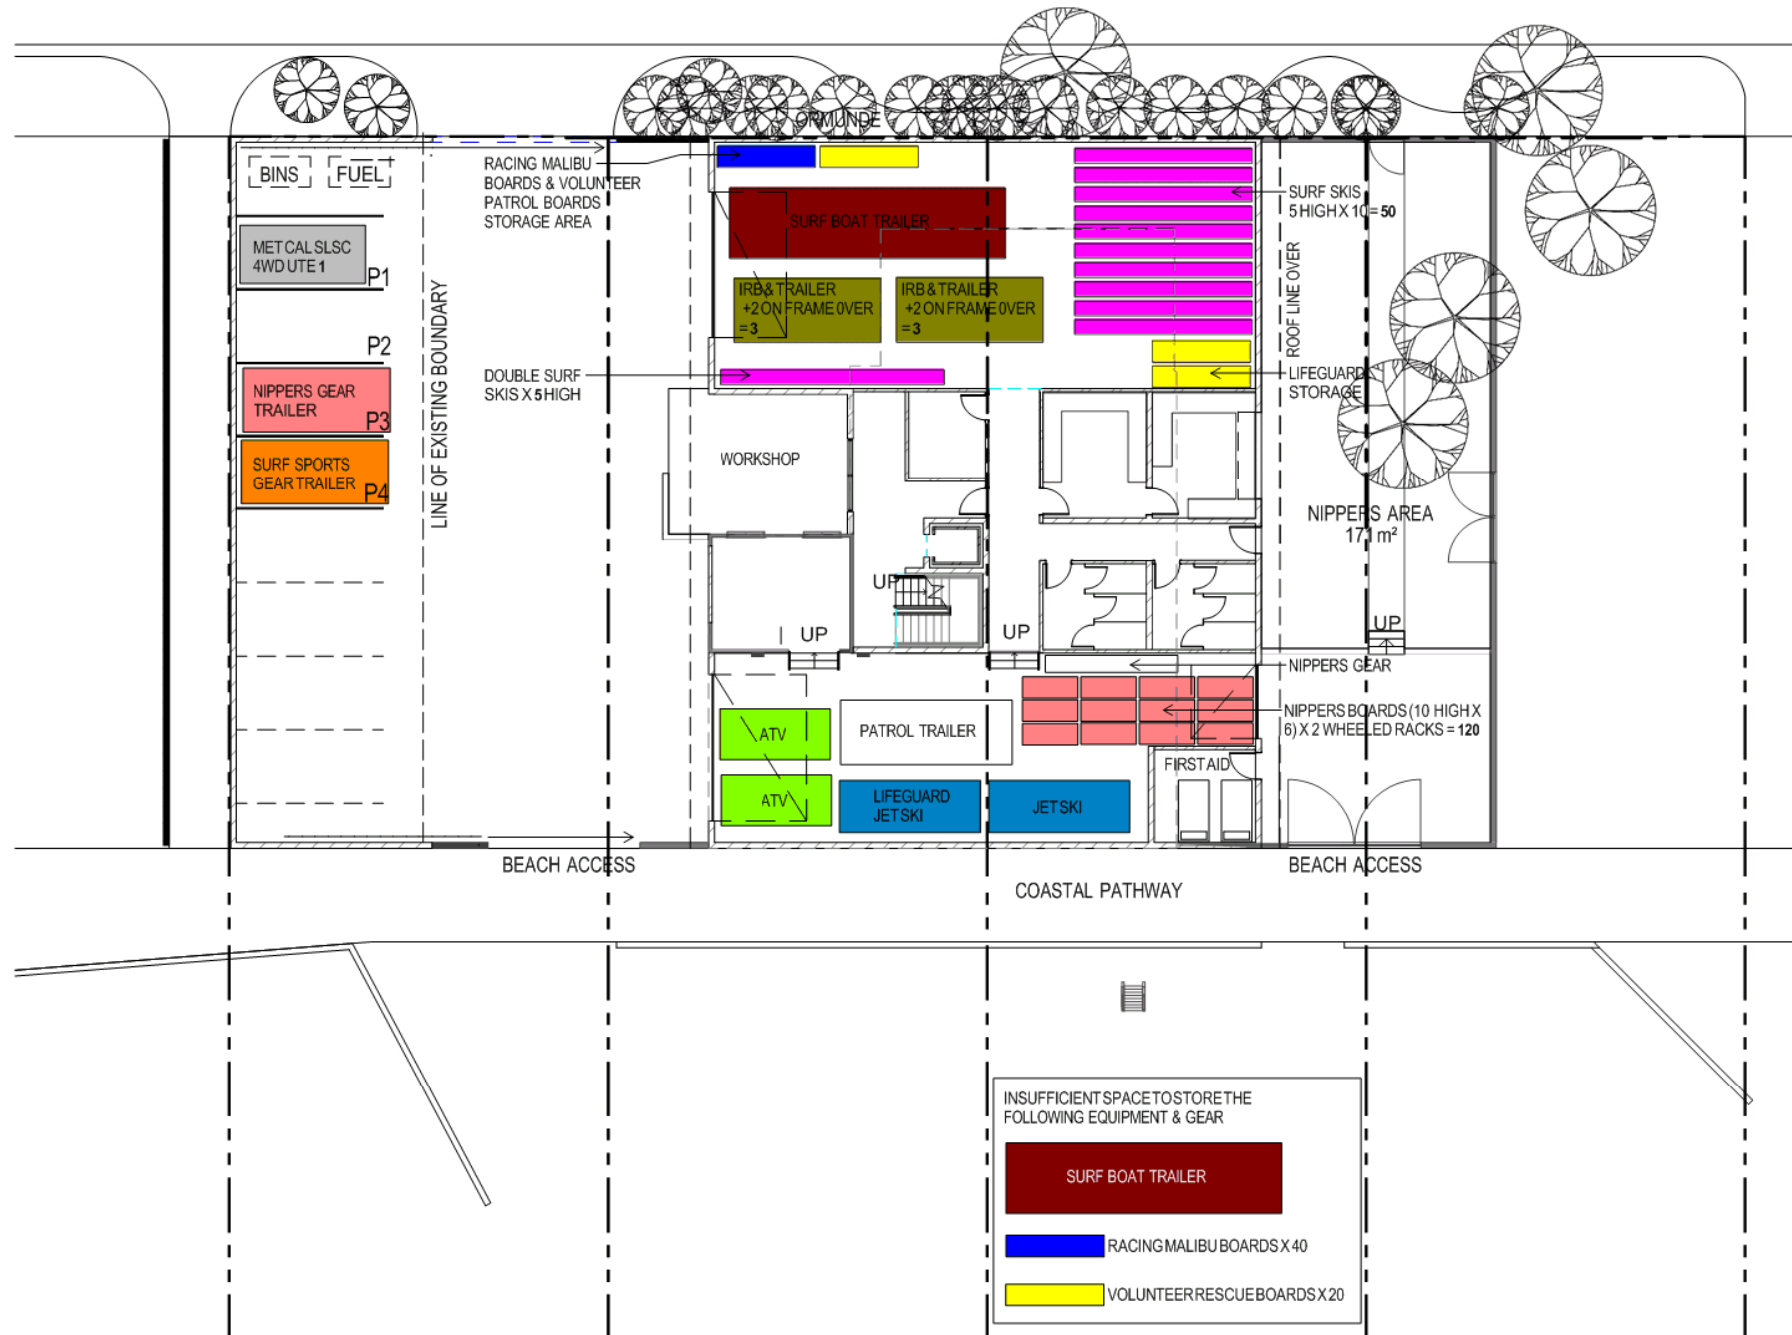 ORMUNDE
BINS
FUEL
RACING MALIBU
BOARDS & VOLUNTEER
PATROL BOARDS
STORAGE AREA
MET CAL SLSC
4WD UTE 1
P1
P2
NIPPERS GEAR
TRAILER
P3
SURF SPORTS
GEAR TRAILER
P4
LINE OF EXISTING BOUNDARY
SURF BOAT TRAILER
IRB & TRAILER
+2 ON FRAME OVER
= 3
IRB & TRAILER
+2 ON FRAME OVER
= 3
SURF SKIS
5 HIGH X 10 = 50
ROOF LINE OVER
DOUBLE SURF
SKIS X 5 HIGH
LIFEGUARD
STORAGE
WORKSHOP
NIPPERS AREA
171 m²
UP
UP
UP
UP
NIPPERS GEAR
NIPPERS BOARDS (10 HIGH X
6) X 2 WHEELED RACKS = 120
ATV
PATROL TRAILER
FIRST AID
ATV
LIFEGUARD
JET SKI
JET SKI
BEACH ACCESS
BEACH ACCESS
COASTAL PATHWAY
INSUFFICIENT SPACE TO STORE THE
FOLLOWING EQUIPMENT & GEAR
SURF BOAT TRAILER
RACING MALIBU BOARDS X 40
VOLUNTEER RESCUE BOARDS X 20